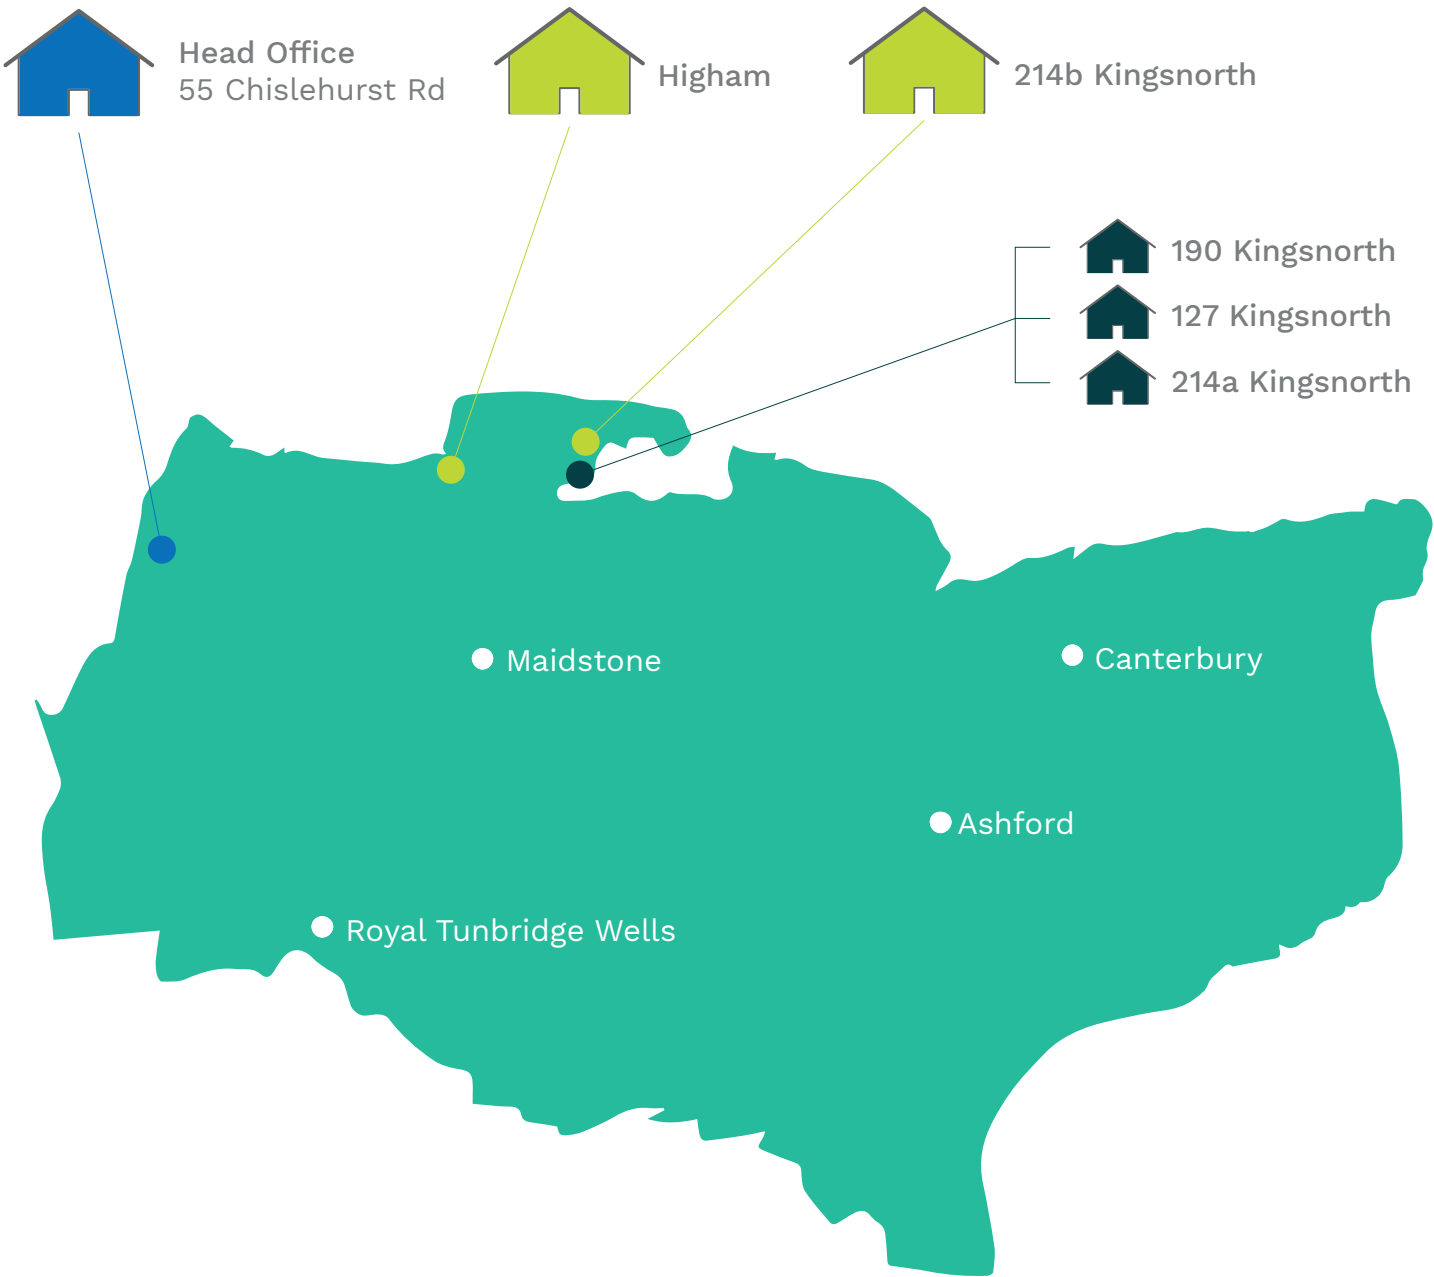 Head Office
55 Chislehurst Rd
Higham
214b Kingsnorth
190 Kingsnorth
127 Kingsnorth
214a Kingsnorth
Maidstone
Canterbury
Ashford
Royal Tunbridge Wells